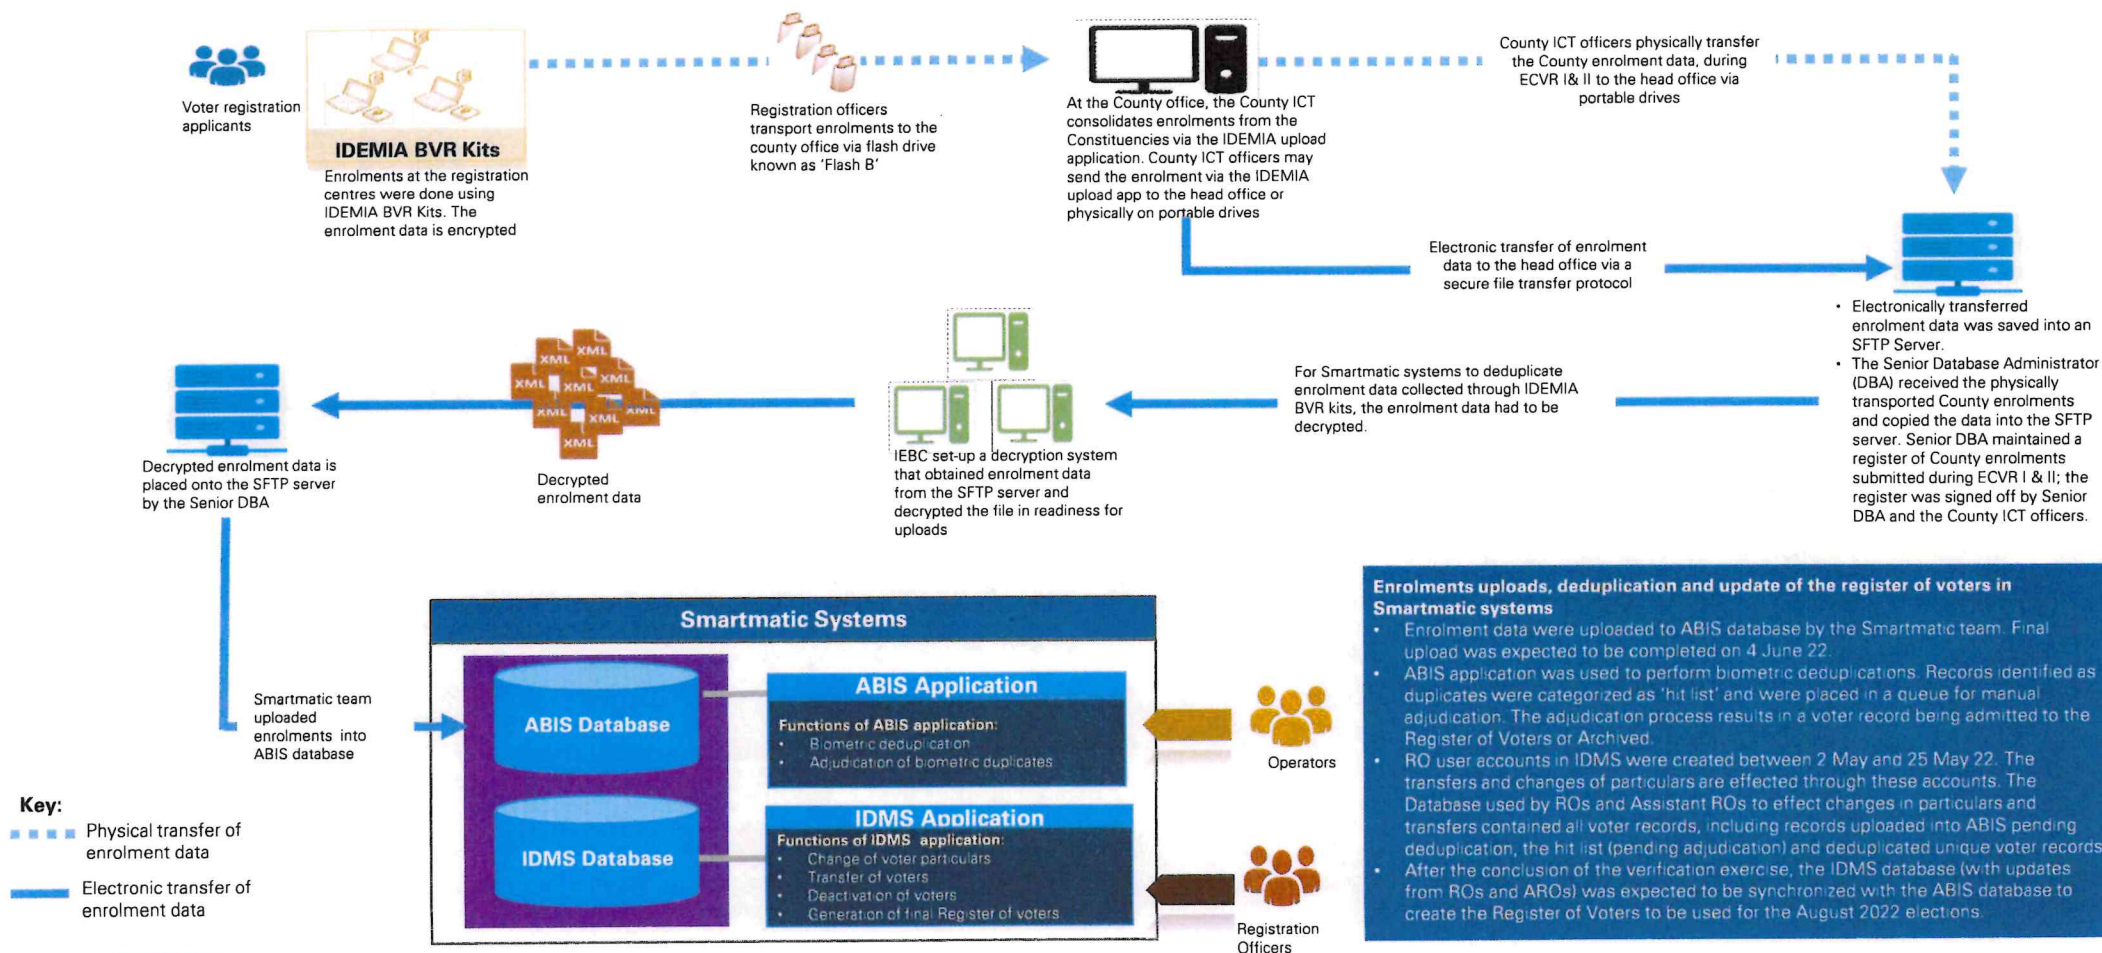 Voter registration
applicants
IDEMIA BVR Kits
Enrolments at the registration
centres were done using
IDEMIA BVR Kits. The
enrolment data is encrypted
Registration officers
transport enrolments to the
county office via flash drive
known as ‘Flash B’
At the County office, the County ICT
consolidates enrolments from the
Constituencies via the IDEMIA upload
application. County ICT officers may
send the enrolment via the IDEMIA
upload app to the head office or
physically on portable drives
County ICT officers physically transfer
the County enrolment data, during
ECVR I& II to the head office via
portable drives
Electronic transfer of enrolment
data to the head office via a
secure file transfer protocol
• Electronically transferred
enrolment data was saved into an
SFTP Server.
• The Senior Database Administrator
(DBA) received the physically
transported County enrolments
and copied the data into the SFTP
server. Senior DBA maintained a
register of County enrolments
submitted during ECVR I & II; the
register was signed off by Senior
DBA and the County ICT officers.
For Smartmatic systems to deduplicate
enrolment data collected through IDEMIA
BVR kits, the enrolment data had to be
decrypted.
IEBC set-up a decryption system
that obtained enrolment data
from the SFTP server and
decrypted the file in readiness for
uploads
XML
XML
XML
XML
XML
XML
XML
XML
XML
Decrypted
enrolment data
Decrypted enrolment data is
placed onto the SFTP server
by the Senior DBA
Smartmatic team
uploaded
enrolments into
ABIS database
Smartmatic Systems
ABIS Database
IDMS Database
ABIS Application
Functions of ABIS application:
• Biometric deduplication
• Adjudication of biometric duplicates
IDMS Application
Functions of IDMS application:
• Change of voter particulars
• Transfer of voters
• Deactivation of voters
• Generation of final Register of voters
Operators
Registration
Officers
Key:
Physical transfer of
enrolment data
Electronic transfer of
enrolment data
Enrolments uploads, deduplication and update of the register of voters in
Smartmatic systems
• Enrolment data were uploaded to ABIS database by the Smartmatic team. Final
upload was expected to be completed on 4 June 22.
• ABIS application was used to perform biometric deduplications. Records identified as
duplicates were categorized as ‘hit list’ and were placed in a queue for manual
adjudication. The adjudication process results in a voter record being admitted to the
Register of Voters or Archived.
• RO user accounts in IDMS were created between 2 May and 25 May 22. The
transfers and changes of particulars are effected through these accounts. The
Database used by ROs and Assistant ROs to effect changes in particulars and
transfers contained all voter records, including records uploaded into ABIS pending
deduplication, the hit list (pending adjudication) and deduplicated unique voter records
• After the conclusion of the verification exercise, the IDMS database (with updates
from ROs and AROs) was expected to be synchronized with the ABIS database to
create the Register of Voters to be used for the August 2022 elections.